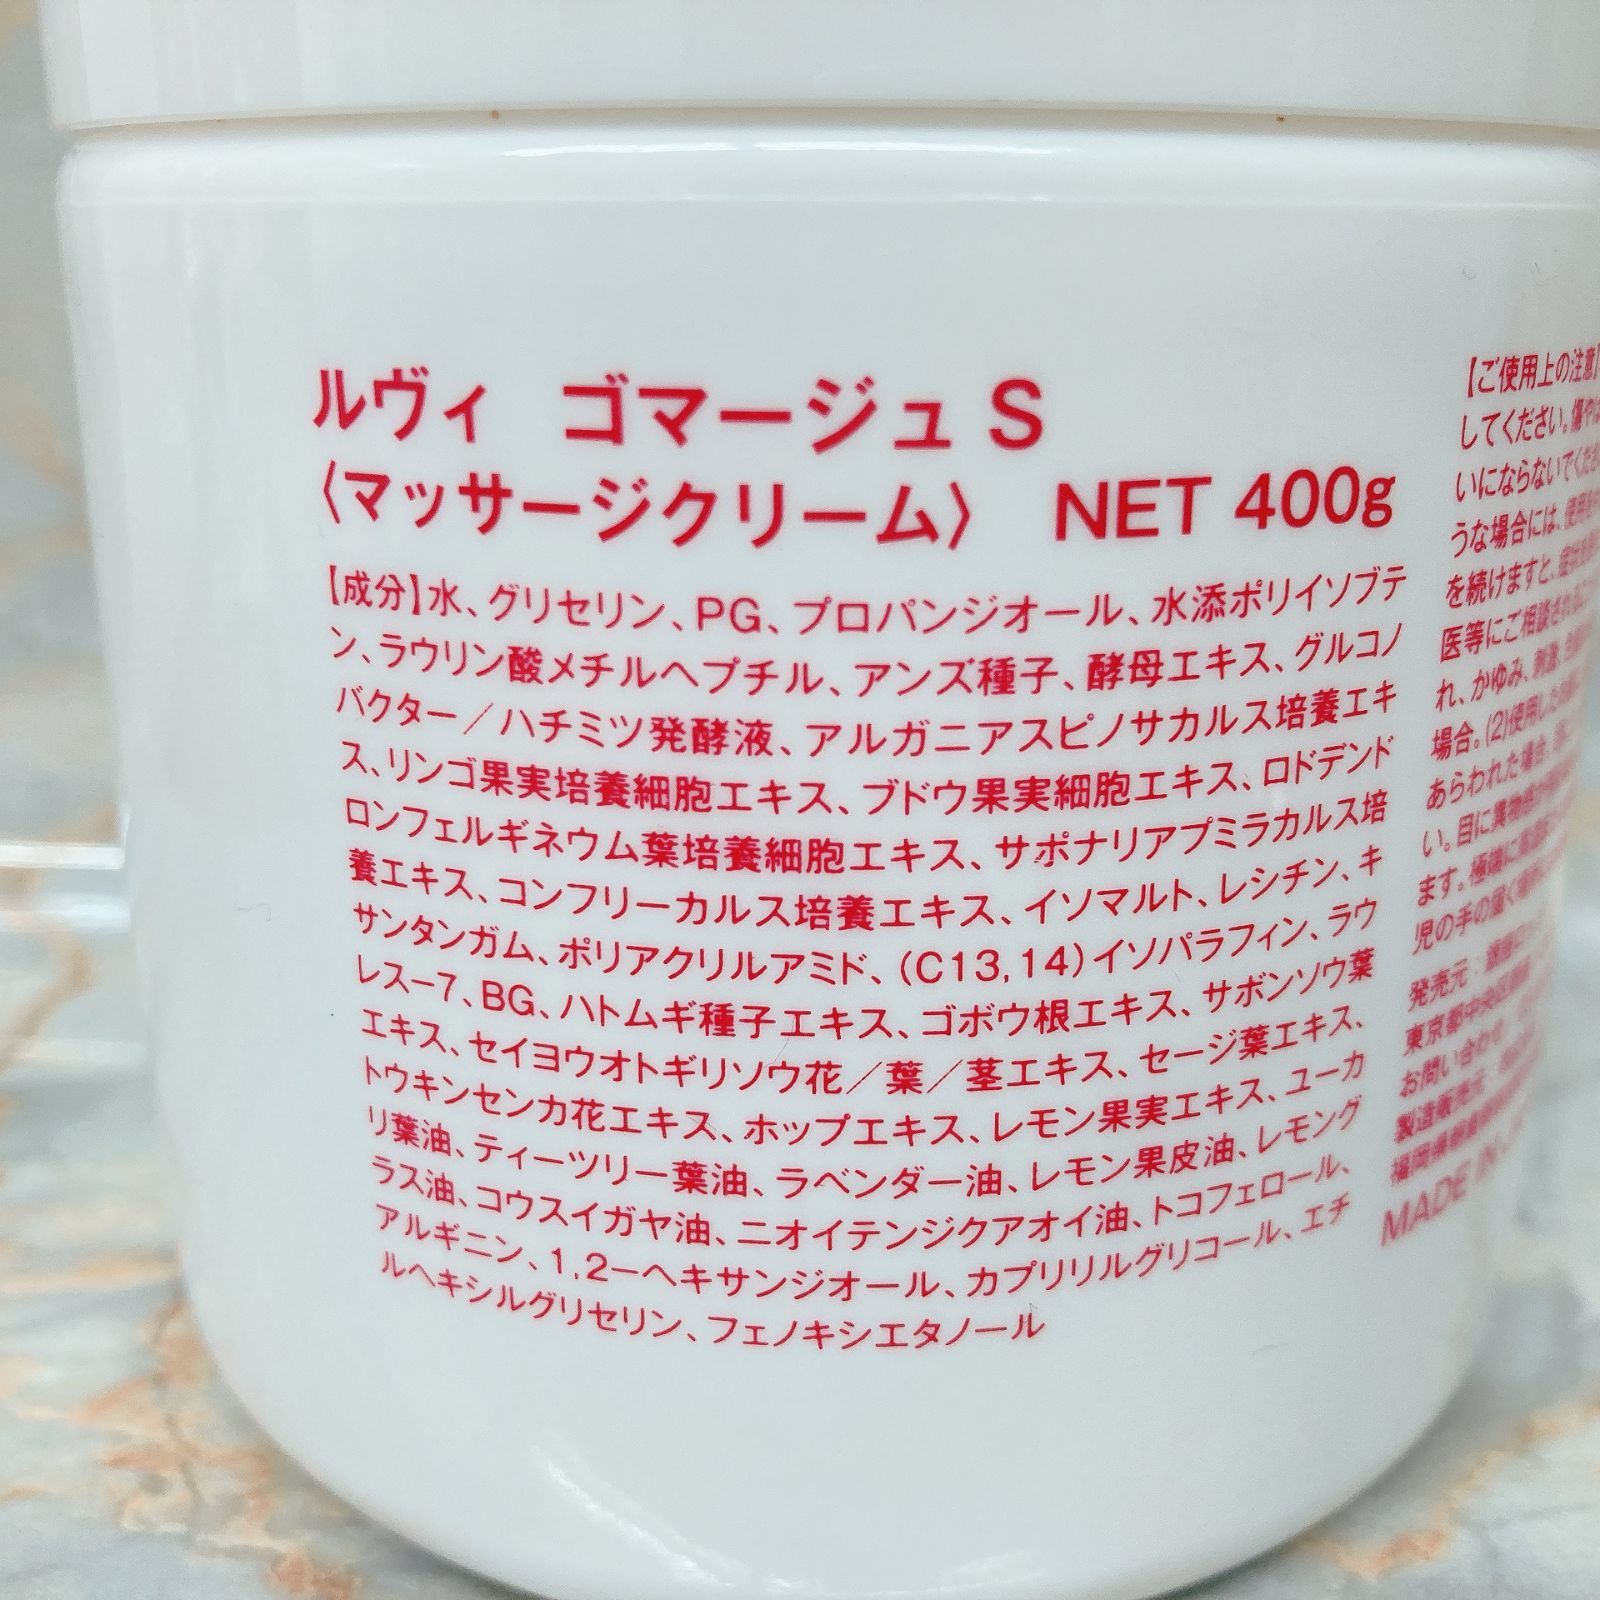 ルヴィ ゴマージュ S
〈マッサージクリーム〉 NET 400g
【成分】水、グリセリン、PG、プロパンジオール、水添ポリイソブテ
ン、ラウリン酸メチルヘプチル、アンズ種子、酵母エキス、グルコノ
バクター／ハチミツ発酵液、アルガニアスピノサカルス培養エキ
ス、リンゴ果実培養細胞エキス、ブドウ果実細胞エキス、ロドデンド
ロンフェルギネウム葉培養細胞エキス、サポナリアプミラカルス培
養エキス、コンフリーカルス培養エキス、イソマルト、レシチン、キ
サンタンガム、ポリアクリルアミド、(C13,14)イソパラフィン、ラウ
レス−7、BG、ハトムギ種子エキス、ゴボウ根エキス、サボンソウ葉
エキス、セイヨウオトギリソウ花／葉／茎エキス、セージ葉エキス、
トウキンセンカ花エキス、ホップエキス、レモン果実エキス、ユーカ
リ葉油、ティーツリー葉油、ラベンダー油、レモン果皮油、レモング
ラス油、コウスイガヤ油、ニオイテンジクアオイ油、トコフェロール、
アルギニン、1,2−ヘキサンジオール、カプリリルグリコール、エチ
ルヘキシルグリセリン、フェノキシエタノール
【ご使用上の注意】
してください。傷やは
いにならないでくださ
うな場合には、使用を
を続けますと、症状を
医等にご相談される
れ、かゆみ、刺激、
場合。(2)使用した
あらわれた場合、
い。目に異物感が
ます。極端に高温
児の手の届く
発売元：
東京都中央区
お問い合わせ
製造販売元
福岡県
MADE IN